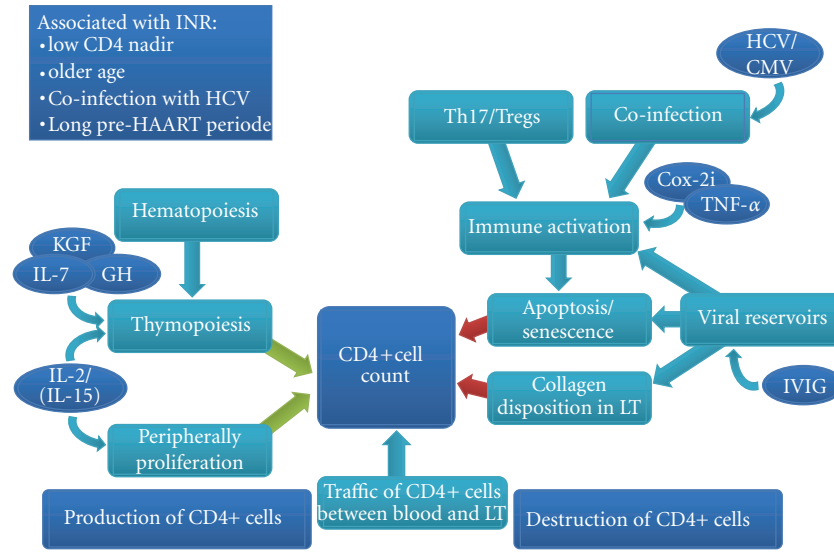 Associated with INR:
• low CD4 nadir
• older age
• Co-infection with HCV
• Long pre-HAART periode
HCV/
CMV
Th17/Tregs
Co-infection
Cox-2i
TNF-α
Hematopoiesis
Immune activation
KGF
IL-7
GH
Thymopoiesis
CD4+cell
count
Apoptosis/
senescence
Viral reservoirs
IL-2/
(IL-15)
Collagen
disposition in LT
IVIG
Peripherally
proliferation
Traffic of CD4+ cells
between blood and LT
Production of CD4+ cells
Destruction of CD4+ cells